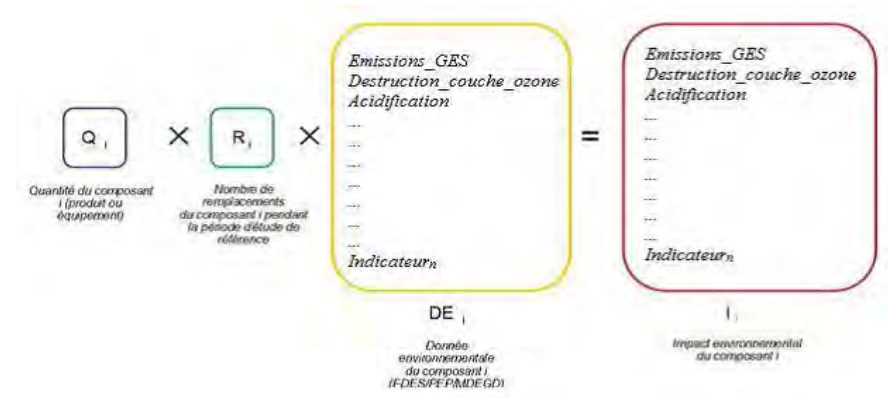 Q i
×
R i
×
Emissions_GES
Destruction_couche_ozone
Acidification
...
...
...
...
...
...
...
Indicateurn
=
Emissions_GES
Destruction_couche_ozone
Acidification
...
...
...
...
...
...
...
Indicateurn
Quantité du composant
i (produit ou
équipement)
Nombre de
remplacements
du composant i pendant
la période d'étude de
référence
DE i
Donnée
environnementale
du composant i
(FDES/PEP/MDEGD)
I i
Impact environnemental
du composant i